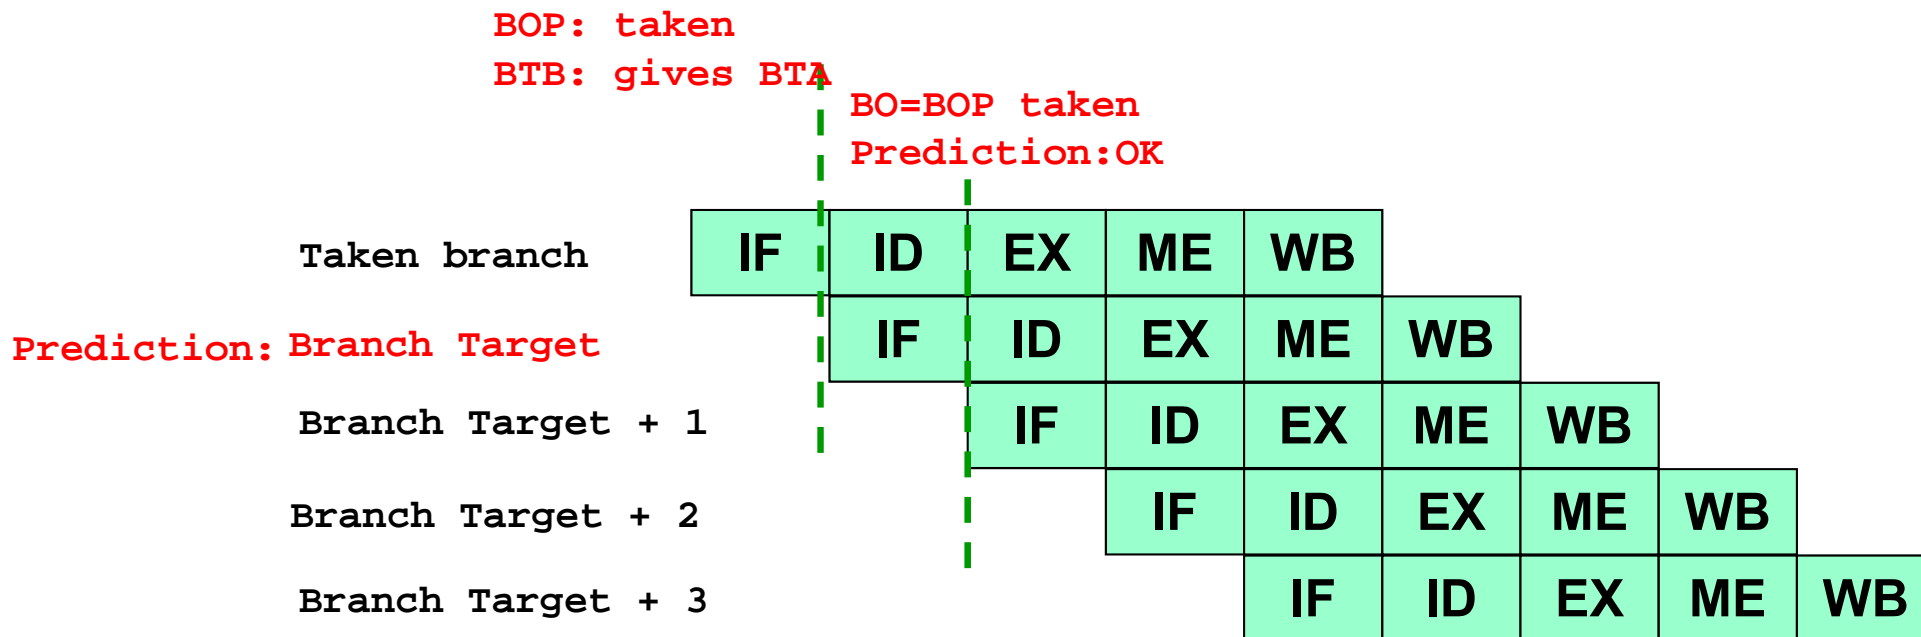 BOP: taken
BTB: gives BTA
BO=BOP taken
Prediction:OK
Taken branch IF ID EX ME WB
Prediction: Branch Target IF ID EX ME WB
Branch Target + 1 IF ID EX ME WB
Branch Target + 2 IF ID EX ME WB
Branch Target + 3 IF ID EX ME WB